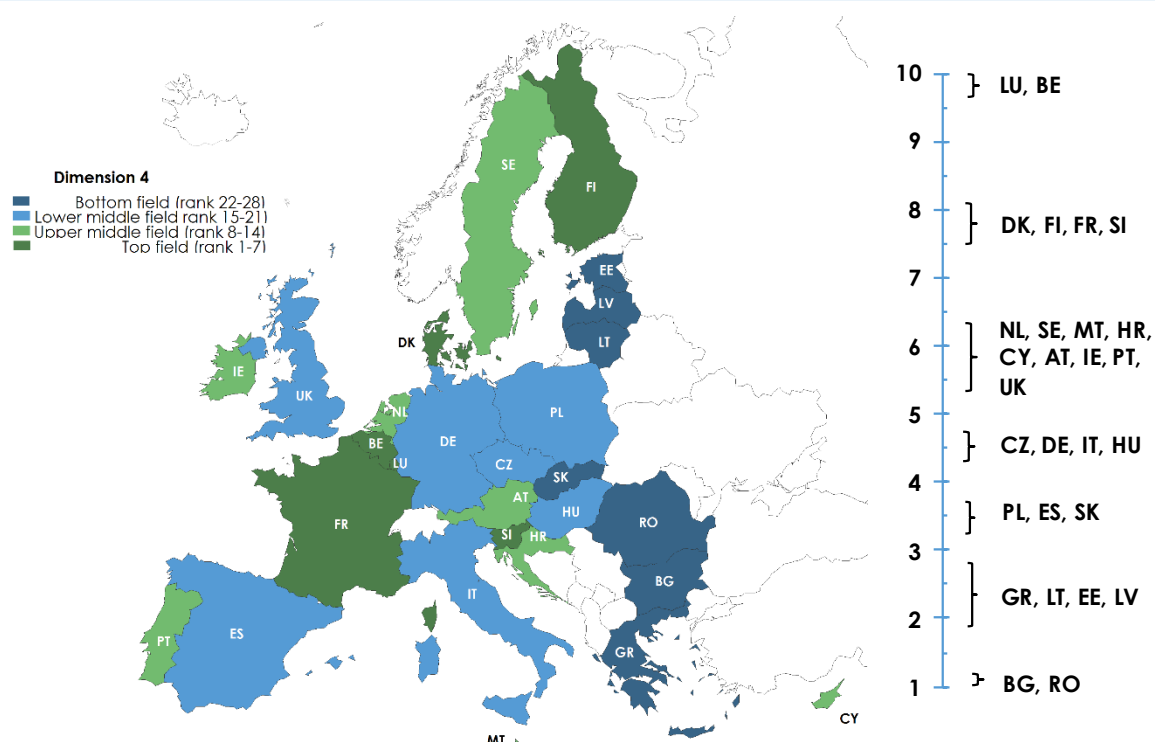 Dimension 4
Bottom field (rank 22-28)
Lower middle field rank 15-21)
Upper middle field (rank 8-14)
Top field (rank 1-7)
SE
FI
EE
LV
LT
DK
IE
UK
NL
BE
LU
DE
PL
CZ
SK
AT
HU
FR
SI
HR
RO
BG
IT
PT
ES
GR
MT
CY
10
9
8
7
6
5
4
3
2
1
LU, BE
DK, FI, FR, SI
NL, SE, MT, HR,
CY, AT, IE, PT,
UK
CZ, DE, IT, HU
PL, ES, SK
GR, LT, EE, LV
BG, RO